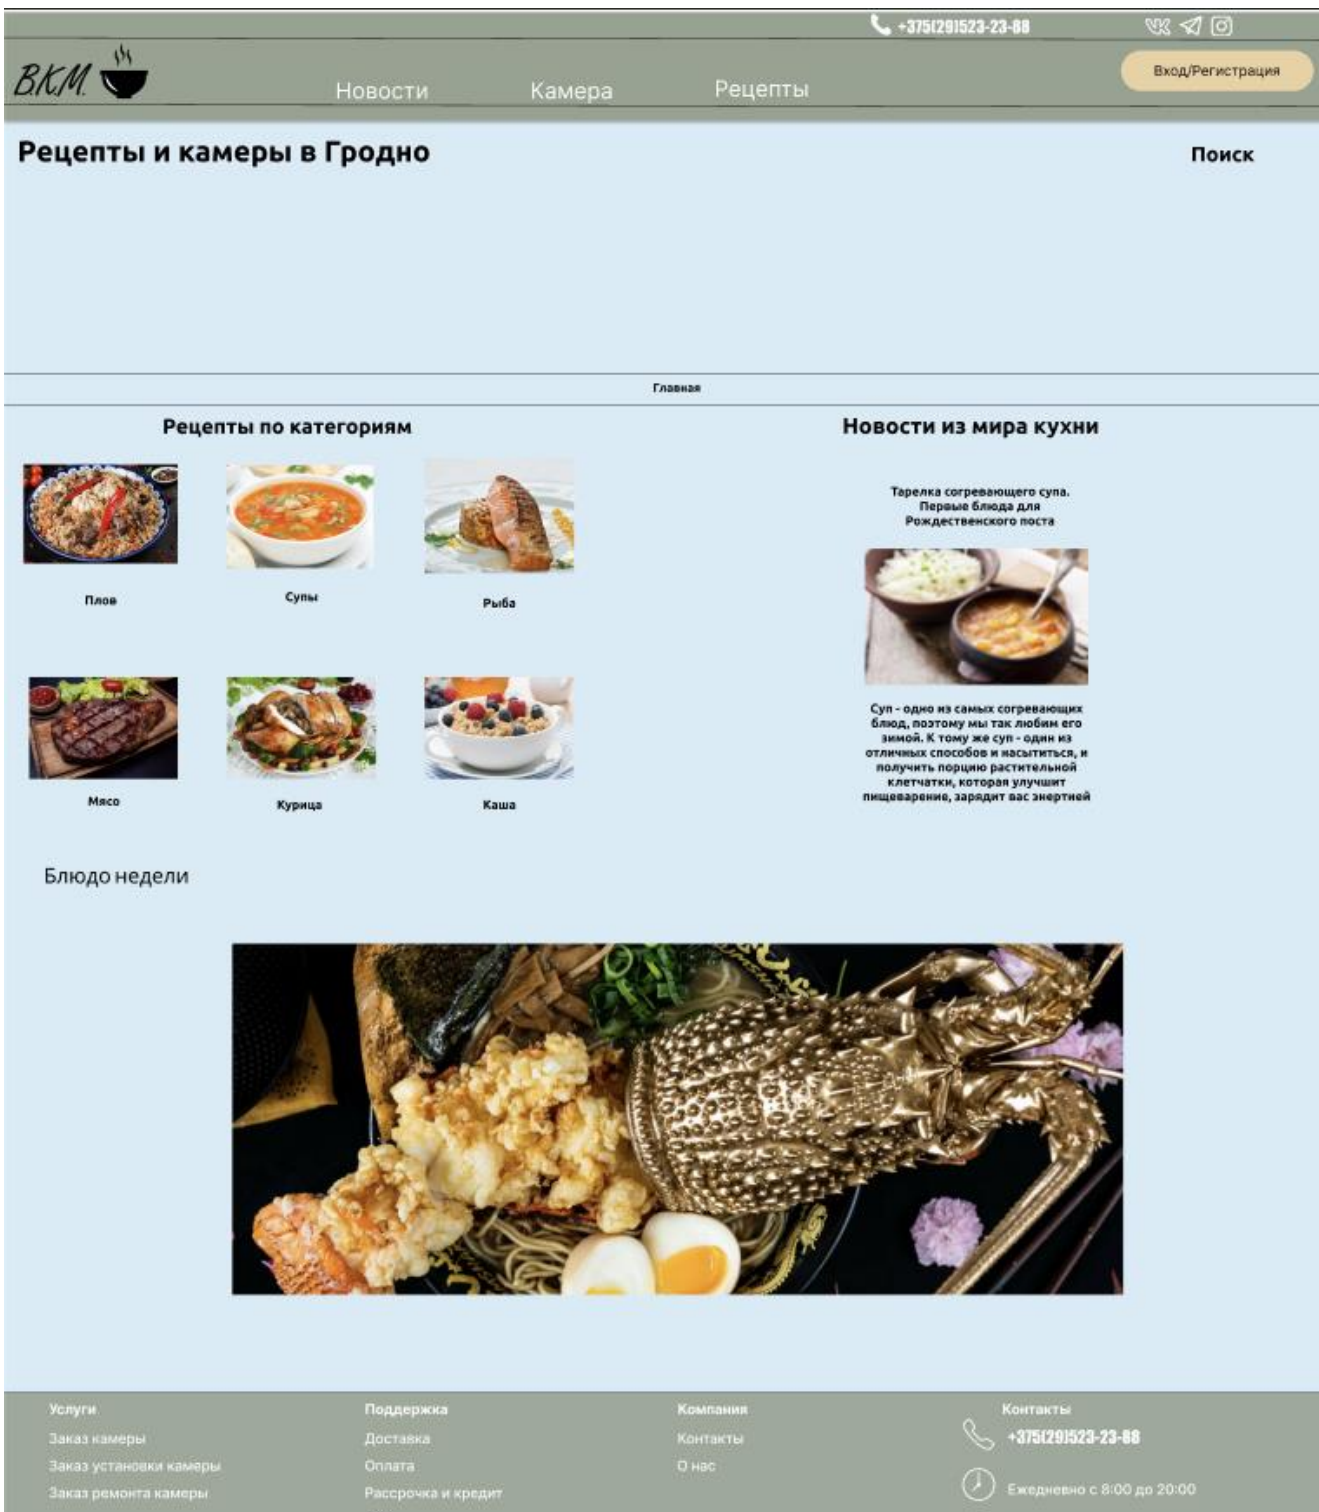 +375(29)523-23-88
ВКМ.
Новости
Камера
Рецепты
Вход/Регистрация
Рецепты и камеры в Гродно
Поиск
Главная
Рецепты по категориям
Плов
Супы
Рыба
Мясо
Курица
Каша
Новости из мира кухни
Тарелка согревающего супа.
Первые блюда для
Рождественского поста
Суп - одно из самых согревающих
блюд, поэтому мы так любим его
зимой. К тому же суп - один из
отличных способов и насытиться, и
получить порцию растительной
клетчатки, которая улучшит
пищеварение, зарядит вас энертией
Блюдо недели
Услуги
Заказ камеры
Заказ установки камеры
Заказ ремонта камеры
Поддержка
Доставка
Оплата
Рассрочка и кредит
Компания
Контакты
О нас
Контакты
+375(29)523-23-88
Ежедневно с 8:00 до 20:00